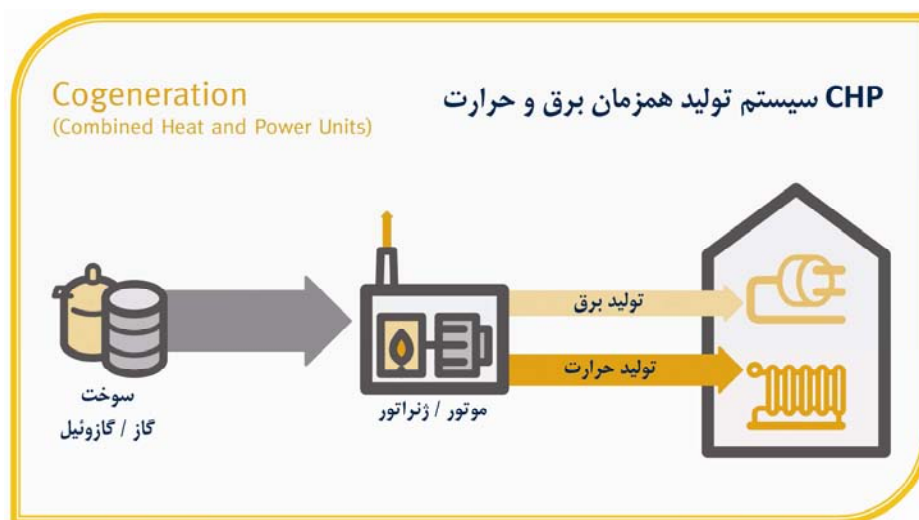 Cogeneration
(Combined Heat and Power Units)
CHP سیستم تولید همزمان برق و حرارت
تولید برق
تولید حرارت
سوخت
گاز / گازوئیل
موتور / ژنراتور